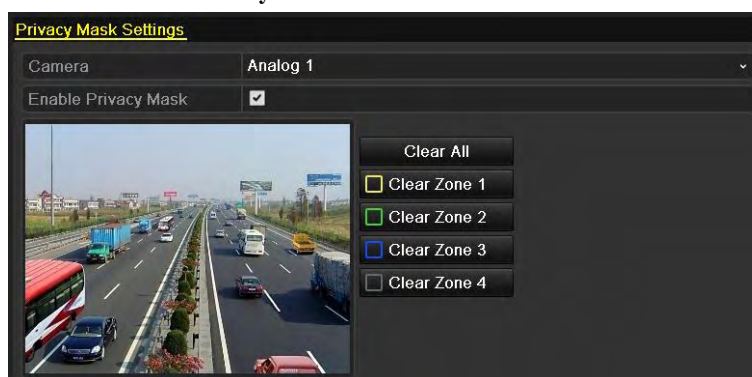 Privacy Mask Settings
Camera Analog 1
Enable Privacy Mask
Clear All
Clear Zone 1
Clear Zone 2
Clear Zone 3
Clear Zone 4